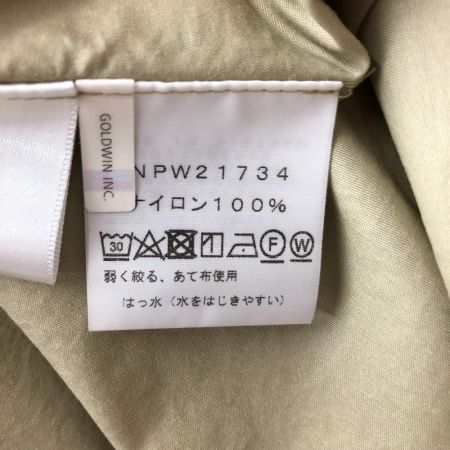 GOLDWIN INC.
NPW21734
ナイロン100%
30 F W
弱く絞る、あて布使用
はっ水（水をはじきやすい）